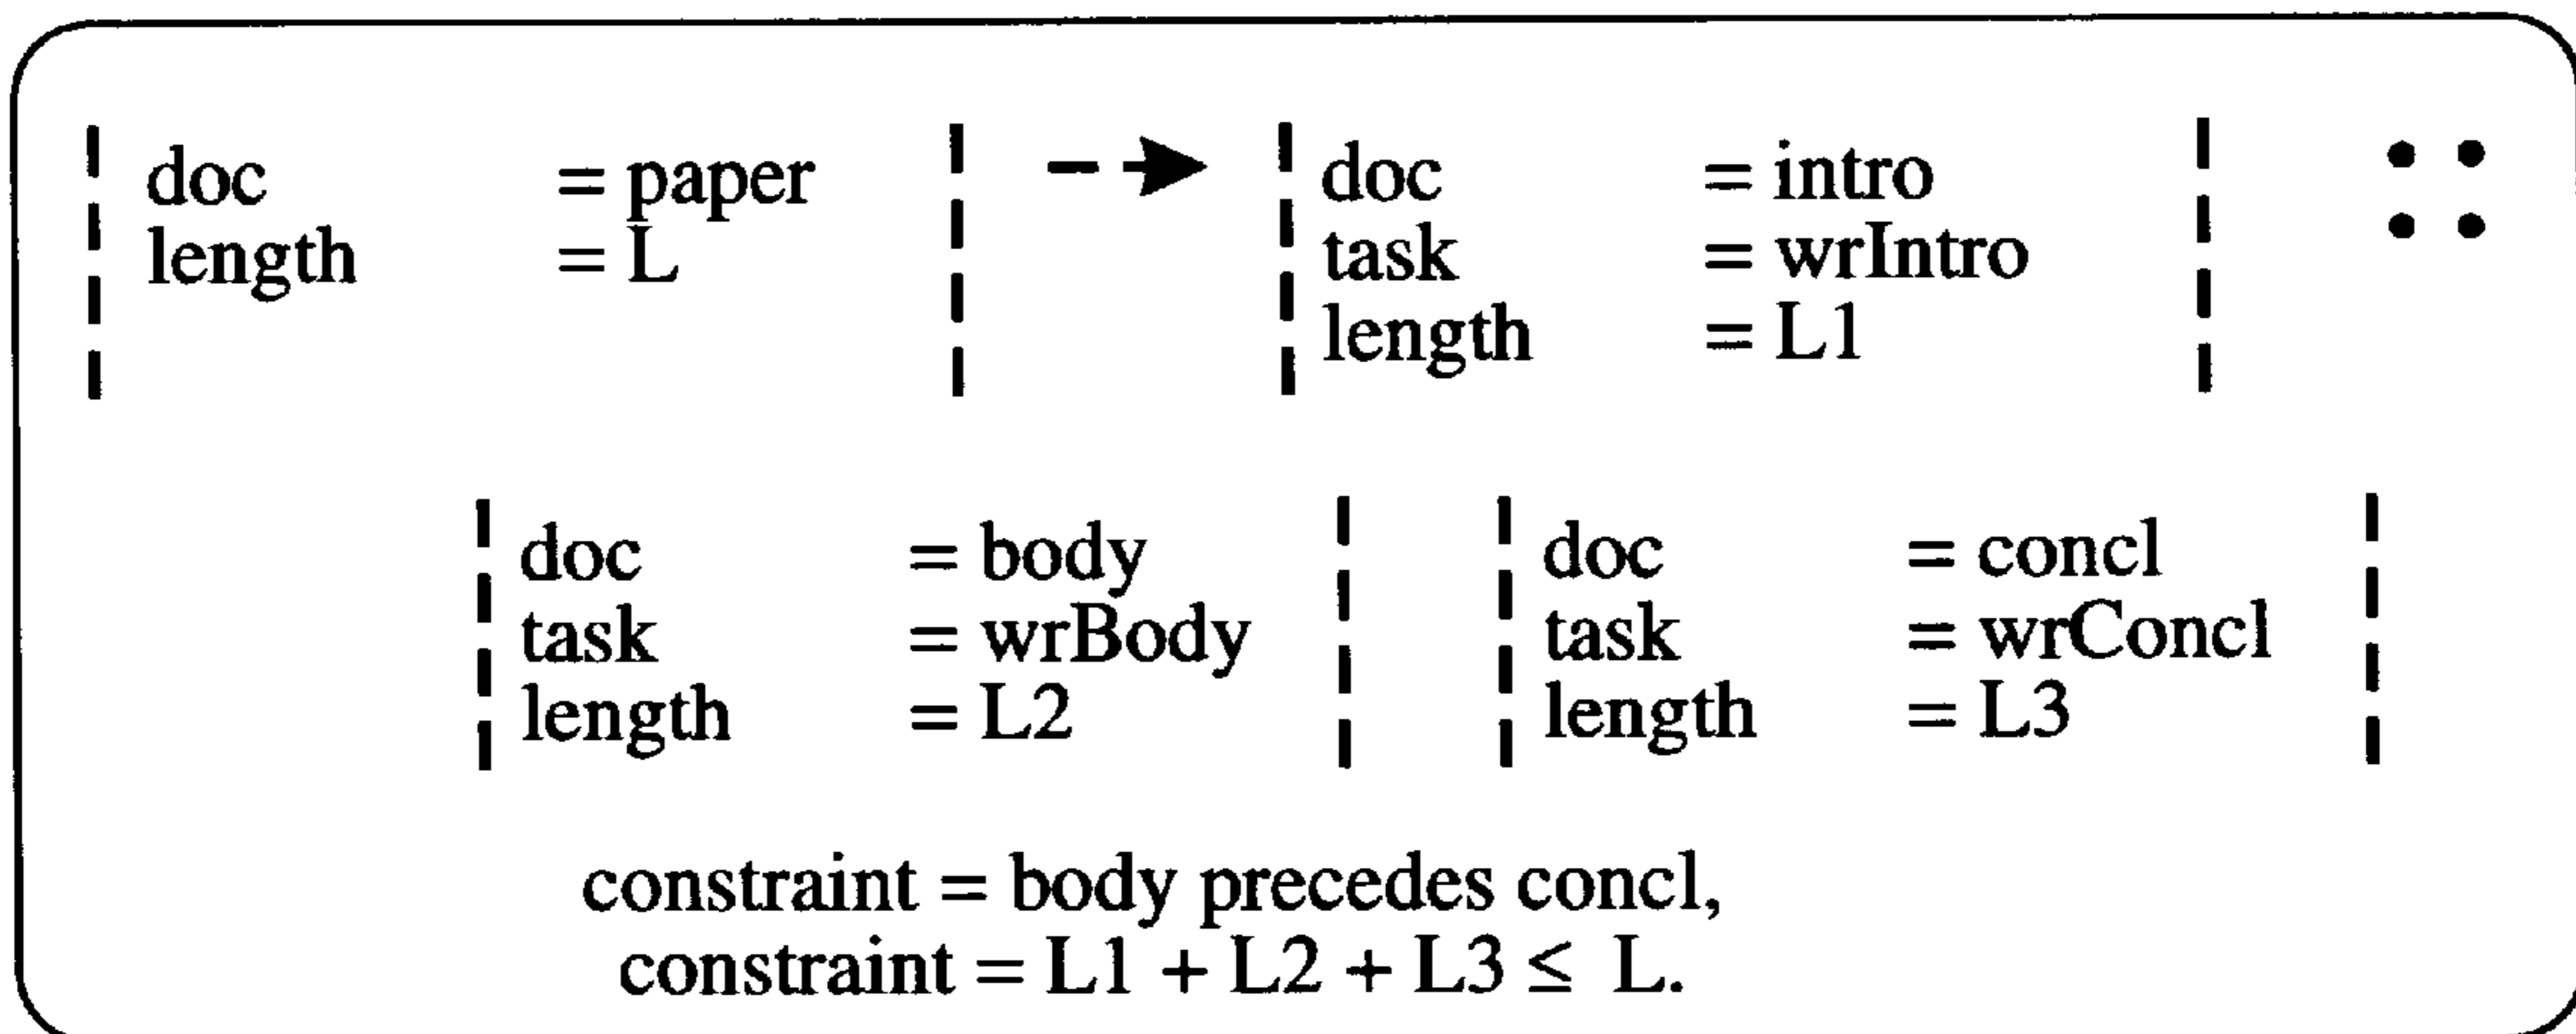 doc = paper
length = L
doc = intro
task = wrIntro
length = L1
doc = body
task = wrBody
length = L2
doc = concl
task = wrConcl
length = L3
constraint = body precedes concl,
constraint = L1 + L2 + L3 ≤ L.